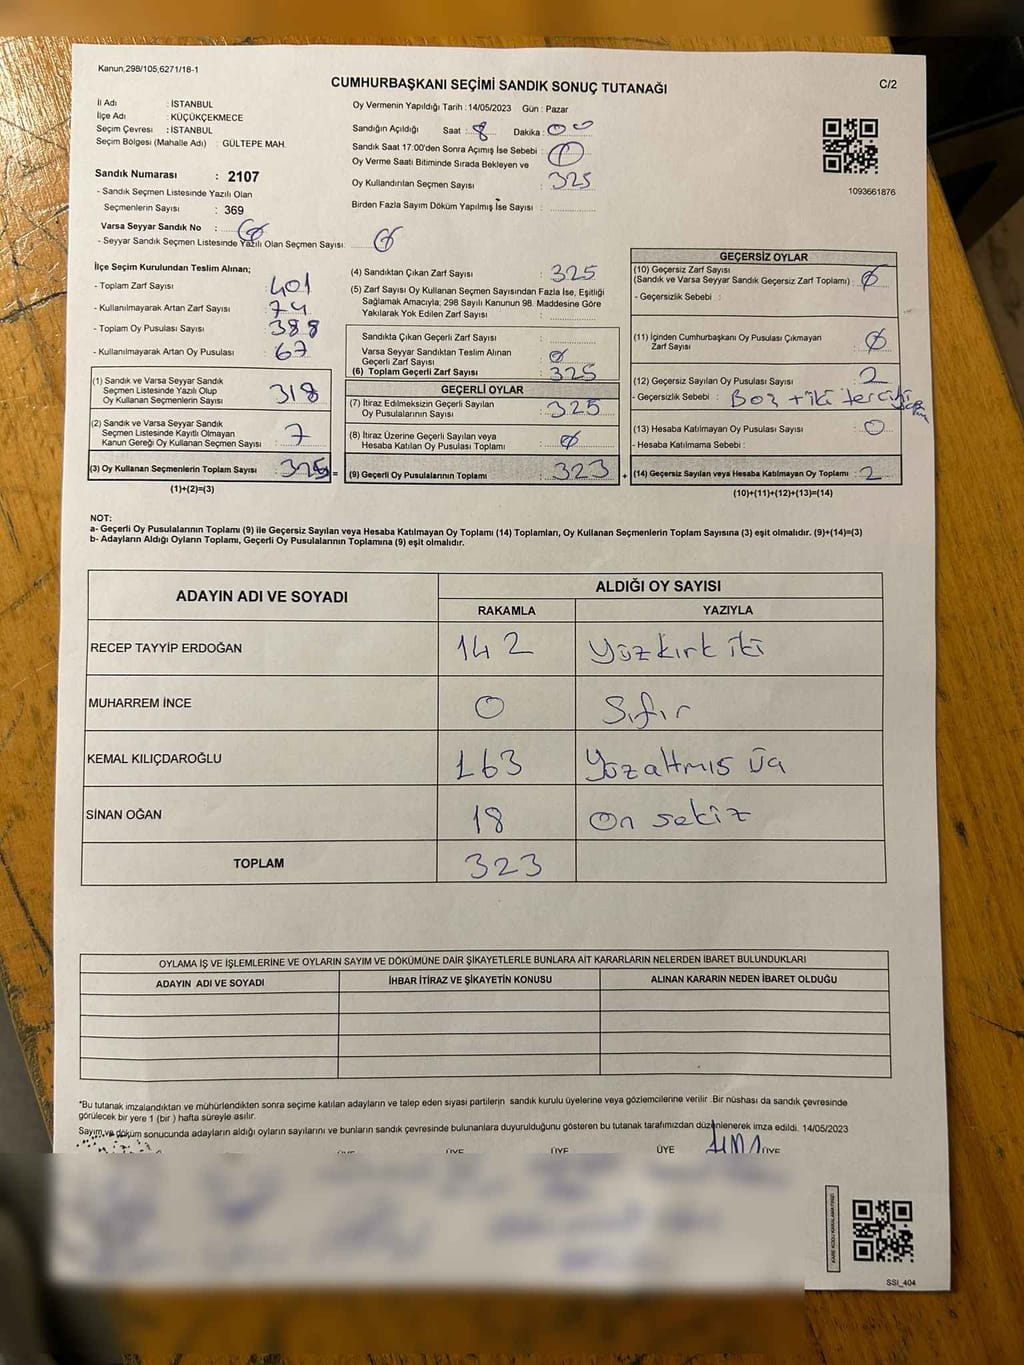 Kanun,298/105,6271/18-1
CUMHURBAŞKANI SEÇİMİ SANDIK SONUÇ TUTANAĞI
C/2
İl Adı : İSTANBUL
İlçe Adı : KÜÇÜKÇEKMECE
Seçim Çevresi : İSTANBUL
Seçim Bölgesi (Mahalle Adı) : GÜLTEPE MAH.
Oy Vermenin Yapıldığı Tarih : 14/05/2023 Gün : Pazar
Sandığın Açıldığı Saat : 8 Dakika : 00
Sandık Saat 17:00'den Sonra Açımış İse Sebebi :
Oy Verme Saati Bitiminde Sırada Bekleyen ve
Oy Kullandırılan Seçmen Sayısı : 325
Birden Fazla Sayım Döküm Yapılmış İse Sayısı :
1093661876
Sandık Numarası : 2107
- Sandık Seçmen Listesinde Yazılı Olan
Seçmenlerin Sayısı : 369
Varsa Seyyar Sandık No : Ø
- Seyyar Sandık Seçmen Listesinde Yazılı Olan Seçmen Sayısı: Ø
İlçe Seçim Kurulundan Teslim Alınan;
- Toplam Zarf Sayısı 401
- Kullanılmayarak Artan Zarf Sayısı : 74
- Toplam Oy Pusulası Sayısı : 388
- Kullanılmayarak Artan Oy Pusulası : 67
(1) Sandık ve Varsa Seyyar Sandık
Seçmen Listesinde Yazılı Olup
Oy Kullanan Seçmenlerin Sayısı : 318
(2) Sandık ve Varsa Seyyar Sandık
Seçmen Listesinde Kayıtlı Olmayan
Kanun Gereği Oy Kullanan Seçmen Sayısı : 7
(3) Oy Kullanan Seçmenlerin Toplam Sayısı : 325 =
(1)+(2)=(3)
(4) Sandıktan Çıkan Zarf Sayısı : 325
(5) Zarf Sayısı Oy Kullanan Seçmen Sayısından Fazla İse, Eşitliği
Sağlamak Amacıyla; 298 Sayılı Kanunun 98. Maddesine Göre
Yakılarak Yok Edilen Zarf Sayısı :
Sandıkta Çıkan Geçerli Zarf Sayısı :
Varsa Seyyar Sandıktan Teslim Alınan
Geçerli Zarf Sayısı : Ø
(6) Toplam Geçerli Zarf Sayısı : 325
GEÇERLİ OYLAR
(7) İtiraz Edilmeksizin Geçerli Sayılan
Oy Pusulalarının Sayısı : 325
(8) İtiraz Üzerine Geçerli Sayılan veya
Hesaba Katılan Oy Pusulası Toplamı : Ø
(9) Geçerli Oy Pusulalarının Toplamı : 323 +
GEÇERSİZ OYLAR
(10) Geçersiz Zarf Sayısı
(Sandık ve Varsa Seyyar Sandık Geçersiz Zarf Toplamı) : Ø
- Geçersizlik Sebebi :
(11) İçinden Cumhurbaşkanı Oy Pusulası Çıkmayan
Zarf Sayısı : Ø
(12) Geçersiz Sayılan Oy Pusulası Sayısı : 2
- Geçersizlik Sebebi : Boş + iki tercih
(13) Hesaba Katılmayan Oy Pusulası Sayısı : 0
- Hesaba Katılmama Sebebi :
(14) Geçersiz Sayılan veya Hesaba Katılmayan Oy Toplamı : 2
(10)+(11)+(12)+(13)=(14)
NOT:
a- Geçerli Oy Pusulalarının Toplamı (9) ile Geçersiz Sayılan veya Hesaba Katılmayan Oy Toplamı (14) Toplamları, Oy Kullanan Seçmenlerin Toplam Sayısına (3) eşit olmalıdır. (9)+(14)=(3)
b- Adayların Aldığı Oyların Toplamı, Geçerli Oy Pusulalarının Toplamına (9) eşit olmalıdır.
ADAYIN ADI VE SOYADI ALDIĞI OY SAYISI
RAKAMLA YAZIYLA
RECEP TAYYİP ERDOĞAN 142 Yüzkırk iki
MUHARREM İNCE 0 Sıfır
KEMAL KILIÇDAROĞLU 163 Yüzaltmış üç
SİNAN OĞAN 18 On sekiz
TOPLAM 323
OYLAMA İŞ VE İŞLEMLERİNE VE OYLARIN SAYIM VE DÖKÜMÜNE DAİR ŞİKAYETLERLE BUNLARA AİT KARARLARIN NELERDEN İBARET BULUNDUKLARI
ADAYIN ADI VE SOYADI İHBAR İTİRAZ VE ŞİKAYETİN KONUSU ALINAN KARARIN NEDEN İBARET OLDUĞU
*Bu tutanak imzalandıktan ve mühürlendikten sonra seçime katılan adayların ve talep eden siyasi partilerin sandık kurulu üyelerine veya gözlemcilerine verilir .Bir nüshası da sandık çevresinde
görülecek bir yere 1 (bir ) hafta süreyle asılır.
Sayım ve döküm sonucunda adayların aldığı oyların sayılarını ve bunların sandık çevresinde bulunanlara duyurulduğunu gösteren bu tutanak tarafımızdan düzenlenerek imza edildi. 14/05/2023
ÜYE ÜYE ÜYE ÜYE ÜYE
SSI_404